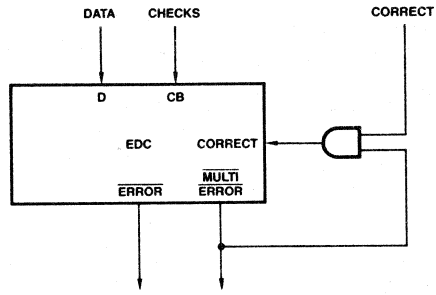 DATA CHECKS CORRECT
D CB
EDC CORRECT
MULTI
ERROR ERROR